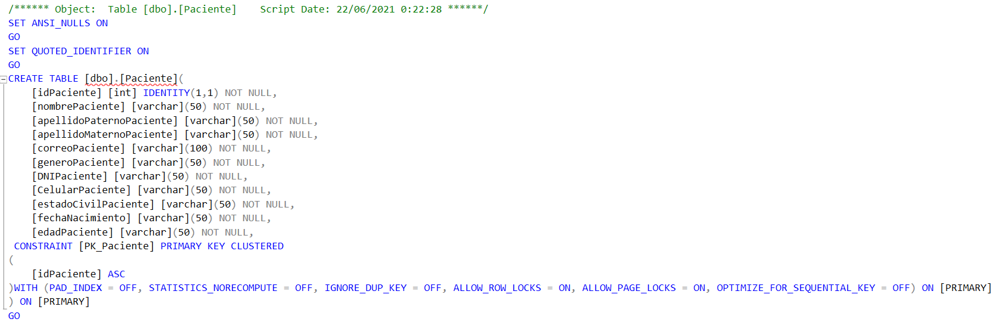 /****** Object:  Table [dbo].[Paciente]    Script Date: 22/06/2021 0:22:28 ******/
SET ANSI_NULLS ON
GO
SET QUOTED_IDENTIFIER ON
GO
CREATE TABLE [dbo].[Paciente](
    [idPaciente] [int] IDENTITY(1,1) NOT NULL,
    [nombrePaciente] [varchar](50) NOT NULL,
    [apellidoPaternoPaciente] [varchar](50) NOT NULL,
    [apellidoMaternoPaciente] [varchar](50) NOT NULL,
    [correoPaciente] [varchar](100) NOT NULL,
    [generoPaciente] [varchar](50) NOT NULL,
    [DNIPaciente] [varchar](50) NOT NULL,
    [CelularPaciente] [varchar](50) NOT NULL,
    [estadoCivilPaciente] [varchar](50) NOT NULL,
    [fechaNacimiento] [varchar](50) NOT NULL,
    [edadPaciente] [varchar](50) NOT NULL,
 CONSTRAINT [PK_Paciente] PRIMARY KEY CLUSTERED
(
    [idPaciente] ASC
)WITH (PAD_INDEX = OFF, STATISTICS_NORECOMPUTE = OFF, IGNORE_DUP_KEY = OFF, ALLOW_ROW_LOCKS = ON, ALLOW_PAGE_LOCKS = ON, OPTIMIZE_FOR_SEQUENTIAL_KEY = OFF) ON [PRIMARY]
) ON [PRIMARY]
GO